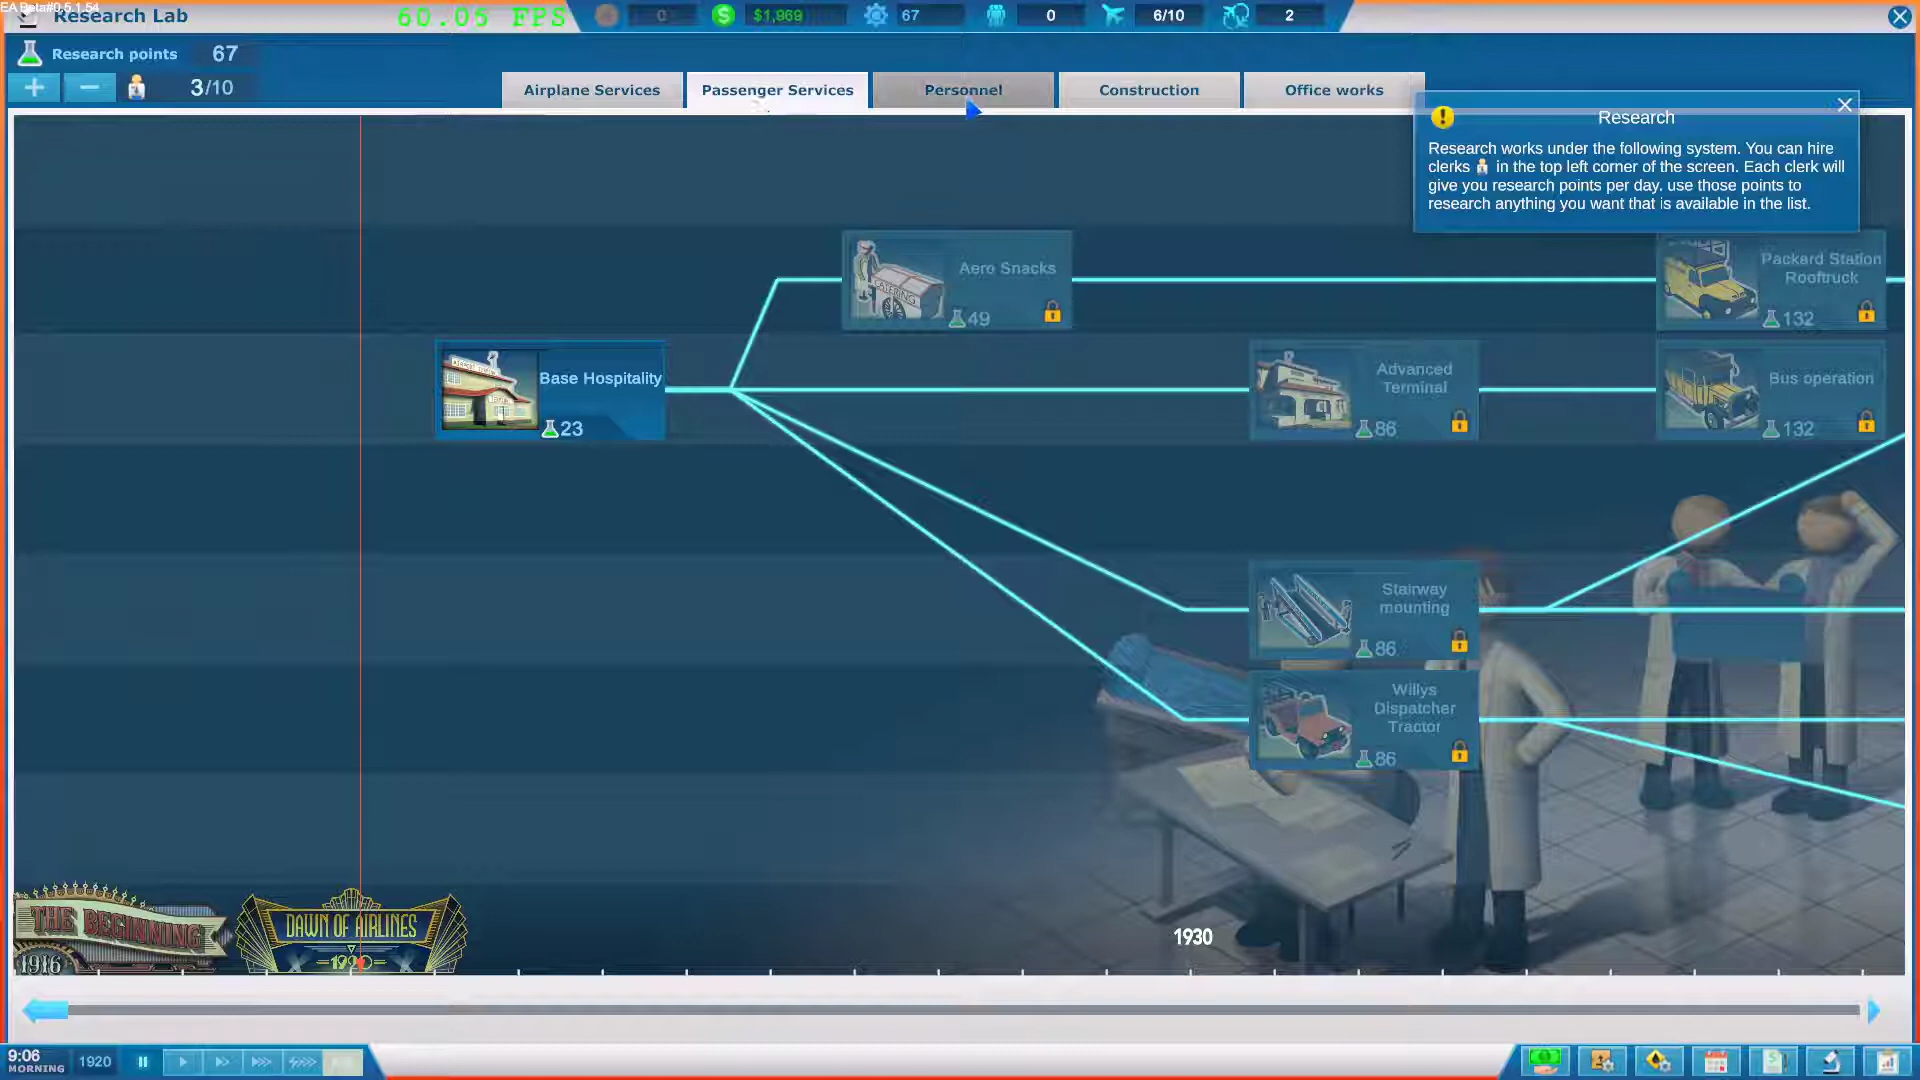 EA Beta#0.5.1.54
Research Lab
60.05 FPS
0
$1,969
67
0
6/10
2
Research points 67
3/10
Airplane Services
Passenger Services
Personnel
Construction
Office works
Research
Research works under the following system. You can hire
clerks in the top left corner of the screen. Each clerk will
give you research points per day. use those points to
research anything you want that is available in the list.
Aero Snacks
CATERING
49
Packard Station
Rooftruck
132
Base Hospitality
23
Advanced
Terminal
86
Bus operation
132
Stairway
mounting
86
Willys
Dispatcher
Tractor
86
THE BEGINNING
1916
DAWN OF AIRLINES
1920
1930
9:06
MORNING
1920